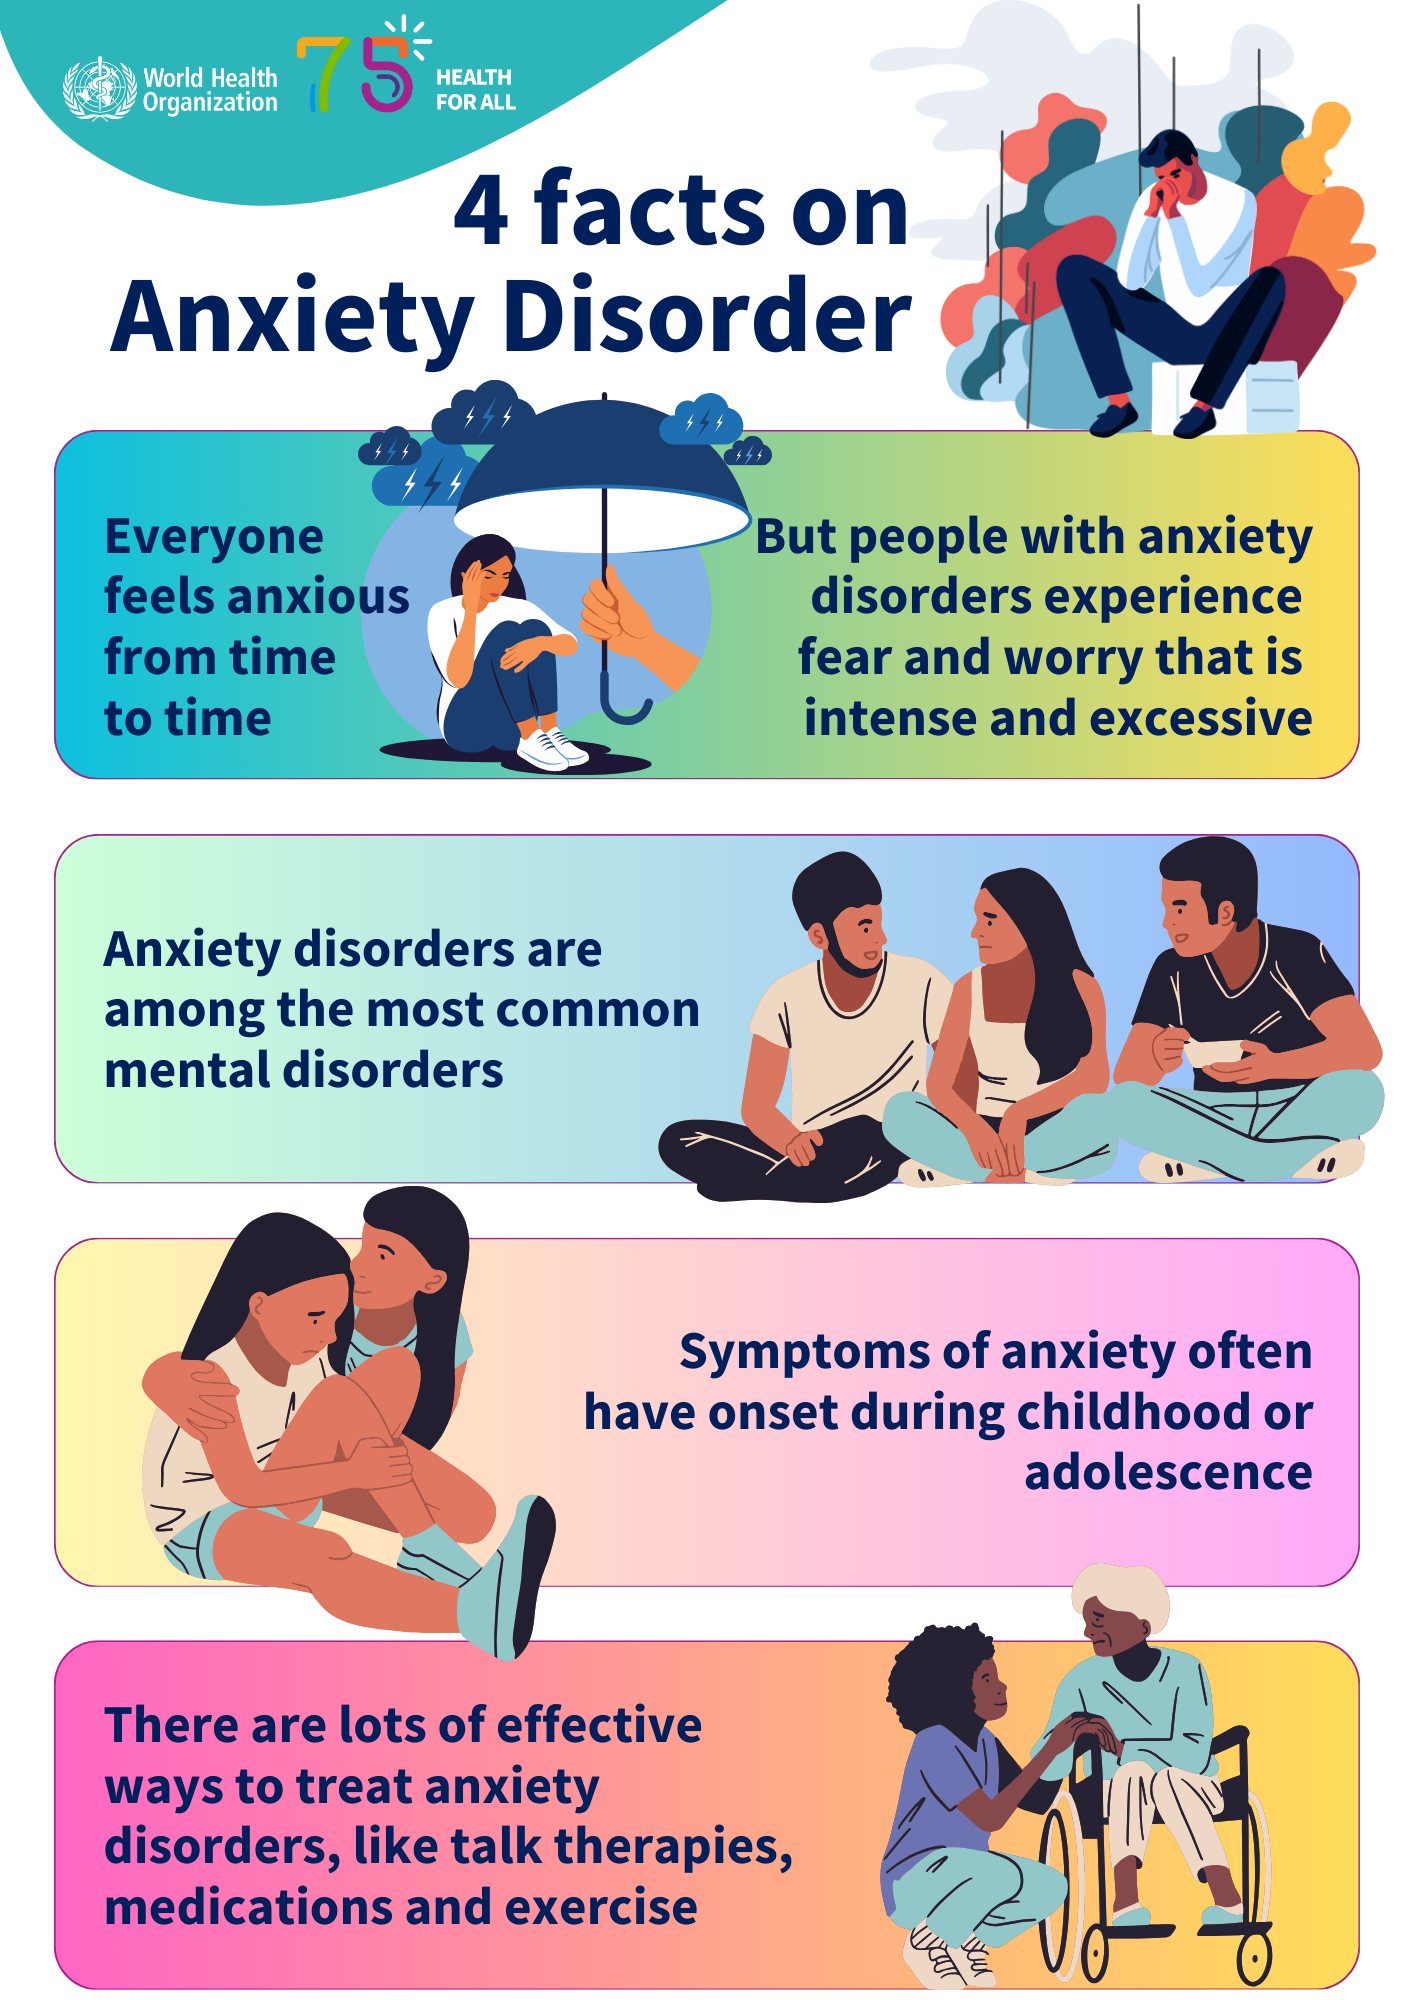 World Health
Organization
75
HEALTH
FOR ALL
4 facts on
Anxiety Disorder
Everyone
feels anxious
from time
to time
But people with anxiety
disorders experience
fear and worry that is
intense and excessive
Anxiety disorders are
among the most common
mental disorders
Symptoms of anxiety often
have onset during childhood or
adolescence
There are lots of effective
ways to treat anxiety
disorders, like talk therapies,
medications and exercise